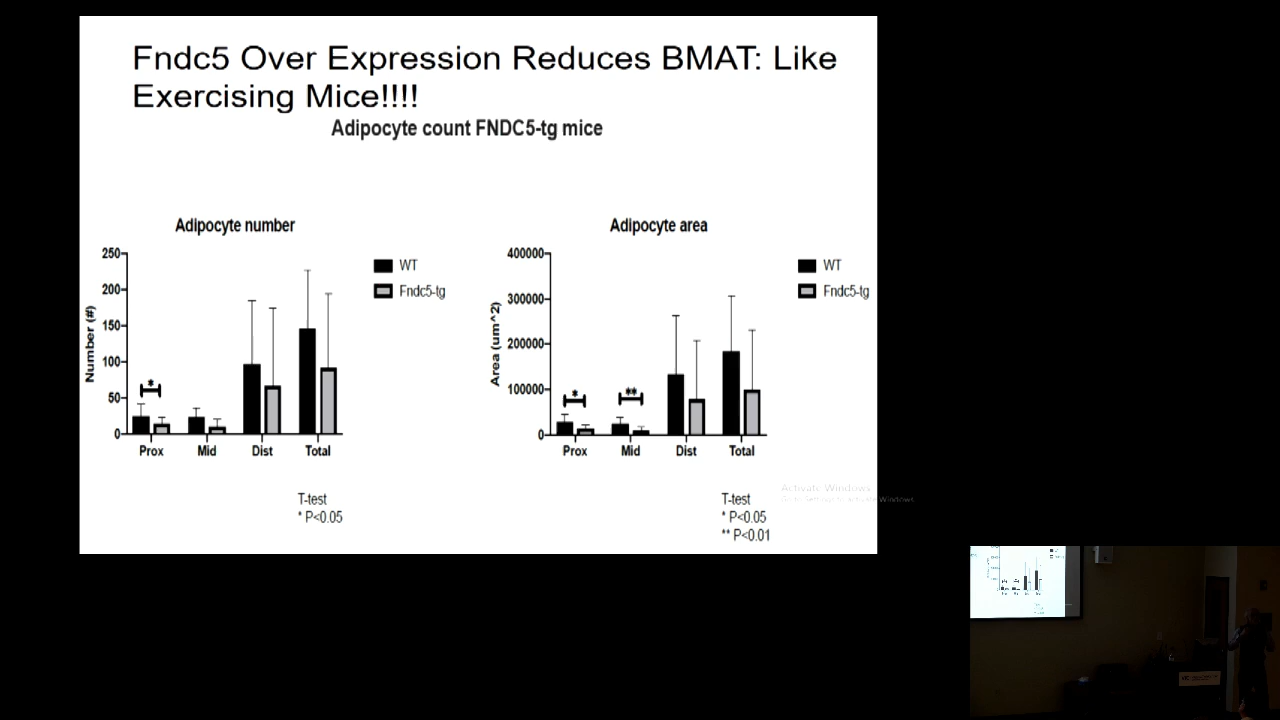 Fndc5 Over Expression Reduces BMAT: Like
Exercising Mice!!!!
Adipocyte count FNDC5-tg mice
Adipocyte number
250
200
150
100
50
0
Number (#)
Prox Mid Dist Total
*
WT
Fndc5-tg
T-test
* P<0.05
Adipocyte area
400000
300000
200000
100000
0
Area (um^2)
Prox Mid Dist Total
*
**
WT
Fndc5-tg
T-test
* P<0.05
** P<0.01
Activate Windows